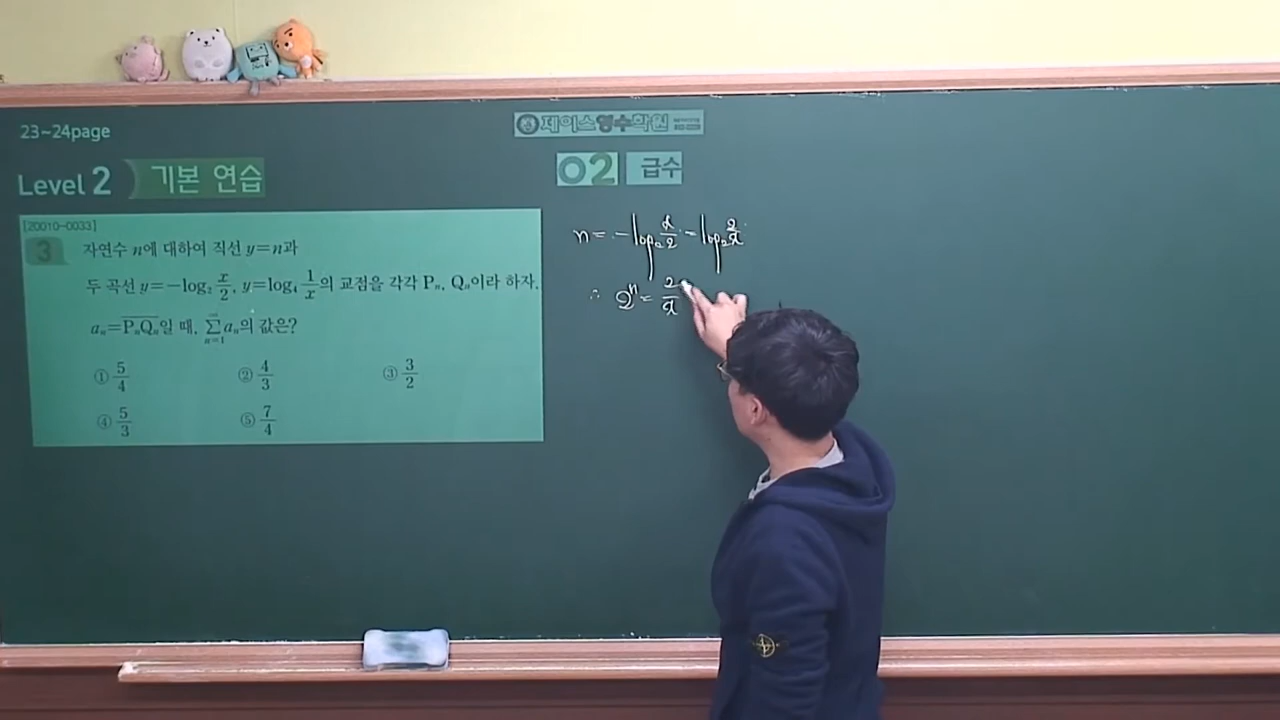 23~24page
제이스영수학원
Level 2 기본 연습
02 급수
[20010-0033]
3 자연수 n에 대하여 직선 y=n과
두 곡선 y=-log₂ x/2, y=log₄ 1/x의 교점을 각각 Pₙ, Qₙ이라 하자.
aₙ=PₙQₙ일 때, ∑ₙ₌₁^∞ aₙ의 값은?
① 5/4 ② 4/3 ③ 3/2
④ 5/3 ⑤ 7/4
n = -log₂ x/2 = log₂ 2/x
∴ 2ⁿ = 2/x